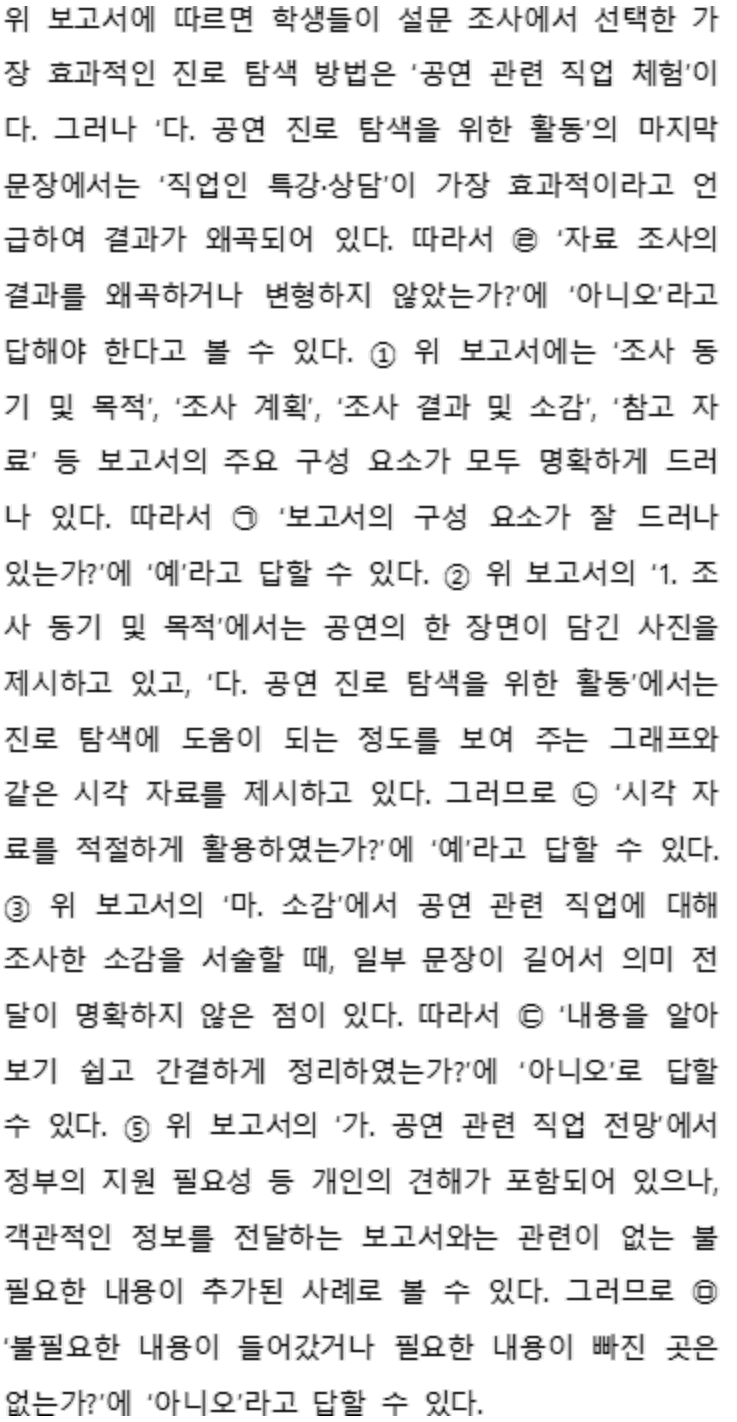 위 보고서에 따르면 학생들이 설문 조사에서 선택한 가
장 효과적인 진로 탐색 방법은 ‘공연 관련 직업 체험’이
다. 그러나 ‘다. 공연 진로 탐색을 위한 활동’의 마지막
문장에서는 ‘직업인 특강·상담’이 가장 효과적이라고 언
급하여 결과가 왜곡되어 있다. 따라서 ㉣ ‘자료 조사의
결과를 왜곡하거나 변형하지 않았는가?’에 ‘아니오’라고
답해야 한다고 볼 수 있다. ① 위 보고서에는 ‘조사 동
기 및 목적’, ‘조사 계획’, ‘조사 결과 및 소감’, ‘참고 자
료’ 등 보고서의 주요 구성 요소가 모두 명확하게 드러
나 있다. 따라서 ㉠ ‘보고서의 구성 요소가 잘 드러나
있는가?’에 ‘예’라고 답할 수 있다. ② 위 보고서의 ‘1. 조
사 동기 및 목적’에서는 공연의 한 장면이 담긴 사진을
제시하고 있고, ‘다. 공연 진로 탐색을 위한 활동’에서는
진로 탐색에 도움이 되는 정도를 보여 주는 그래프와
같은 시각 자료를 제시하고 있다. 그러므로 ㉡ ‘시각 자
료를 적절하게 활용하였는가?’에 ‘예’라고 답할 수 있다.
③ 위 보고서의 ‘마. 소감’에서 공연 관련 직업에 대해
조사한 소감을 서술할 때, 일부 문장이 길어서 의미 전
달이 명확하지 않은 점이 있다. 따라서 ㉢ ‘내용을 알아
보기 쉽고 간결하게 정리하였는가?’에 ‘아니오’로 답할
수 있다. ⑤ 위 보고서의 ‘가. 공연 관련 직업 전망’에서
정부의 지원 필요성 등 개인의 견해가 포함되어 있으나,
객관적인 정보를 전달하는 보고서와는 관련이 없는 불
필요한 내용이 추가된 사례로 볼 수 있다. 그러므로 ㉤
‘불필요한 내용이 들어갔거나 필요한 내용이 빠진 곳은
없는가?’에 ‘아니오’라고 답할 수 있다.